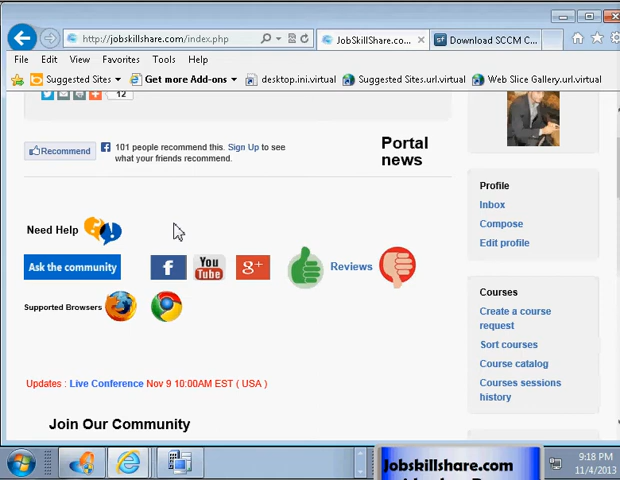 http://jobskillshare.com/index.php
JobSkillShare.co...
Download SCCM C...
File Edit View Favorites Tools Help
Suggested Sites
Get more Add-ons
desktop.ini.virtual
Suggested Sites.url.virtual
Web Slice Gallery.url.virtual
12
Recommend
101 people recommend this. Sign Up to see
what your friends recommend.
Portal
news
Need Help
Ask the community
f
You
Tube
g+
Reviews
Supported Browsers
Updates : Live Conference Nov 9 10:00AM EST ( USA )
Join Our Community
Profile
Inbox
Compose
Edit profile
Courses
Create a course
request
Sort courses
Course catalog
Courses sessions
history
Jobskillshare.com
9:18 PM
11/4/2013